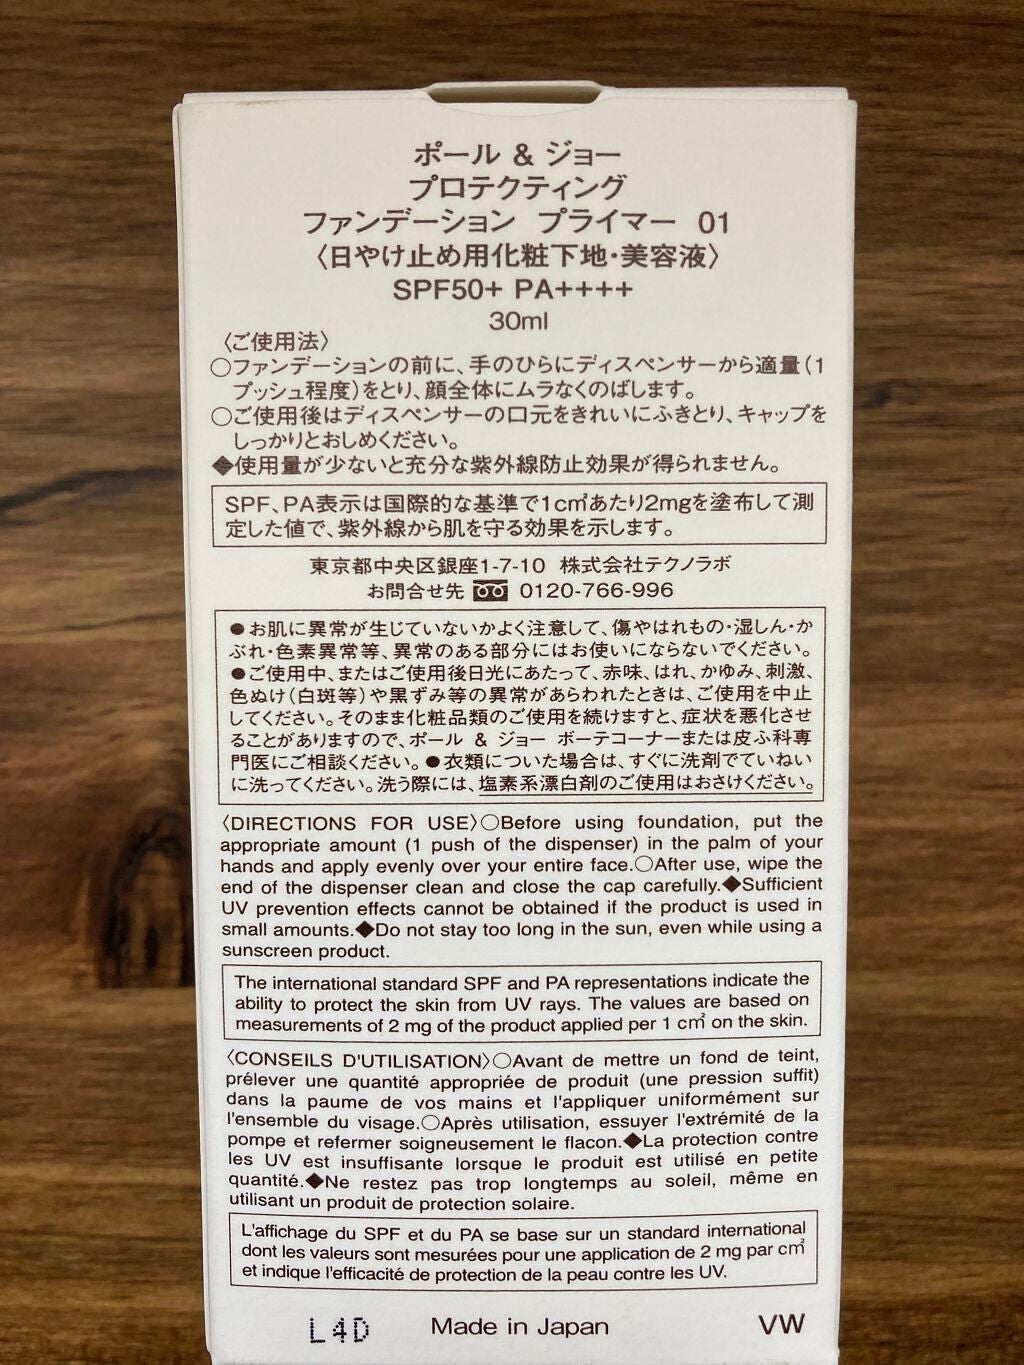 ポール & ジョー
プロテクティング
ファンデーション プライマー 01
〈日やけ止め用化粧下地・美容液〉
SPF50+ PA++++
30ml
〈ご使用法〉
○ファンデーションの前に、手のひらにディスペンサーから適量（1
プッシュ程度）をとり、顔全体にムラなくのばします。
○ご使用後はディスペンサーの口元をきれいにふきとり、キャップを
しっかりとおしめください。
◆使用量が少ないと充分な紫外線防止効果が得られません。
SPF、PA表示は国際的な基準で1c㎡あたり2mgを塗布して測
定した値で、紫外線から肌を守る効果を示します。
東京都中央区銀座1-7-10 株式会社テクノラボ
お問合せ先 0120-766-996
●お肌に異常が生じていないかよく注意して、傷やはれもの・湿しん・か
ぶれ・色素異常等、異常のある部分にはお使いにならないでください。
●ご使用中、またはご使用後日光にあたって、赤味、はれ、かゆみ、刺激、
色ぬけ（白斑等）や黒ずみ等の異常があらわれたときは、ご使用を中止
してください。そのまま化粧品類のご使用を続けますと、症状を悪化させ
ることがありますので、ポール & ジョー ボーテコーナーまたは皮ふ科専
門医にご相談ください。●衣類についた場合は、すぐに洗剤でていねい
に洗ってください。洗う際には、塩素系漂白剤のご使用はおさけください。
〈DIRECTIONS FOR USE〉○Before using foundation, put the
appropriate amount (1 push of the dispenser) in the palm of your
hands and apply evenly over your entire face.○After use, wipe the
end of the dispenser clean and close the cap carefully.◆Sufficient
UV prevention effects cannot be obtained if the product is used in
small amounts.◆Do not stay too long in the sun, even while using a
sunscreen product.
The international standard SPF and PA representations indicate the
ability to protect the skin from UV rays. The values are based on
measurements of 2 mg of the product applied per 1 c㎡ on the skin.
〈CONSEILS D'UTILISATION〉○Avant de mettre un fond de teint,
prélever une quantité appropriée de produit (une pression suffit)
dans la paume de vos mains et l'appliquer uniformément sur
l'ensemble du visage.○Après utilisation, essuyer l'extrémité de la
pompe et refermer soigneusement le flacon.◆La protection contre
les UV est insuffisante lorsque le produit est utilisé en petite
quantité.◆Ne restez pas trop longtemps au soleil, même en
utilisant un produit de protection solaire.
L'affichage du SPF et du PA se base sur un standard international
dont les valeurs sont mesurées pour une application de 2 mg par c㎡
et indique l'efficacité de protection de la peau contre les UV.
L4D Made in Japan VW